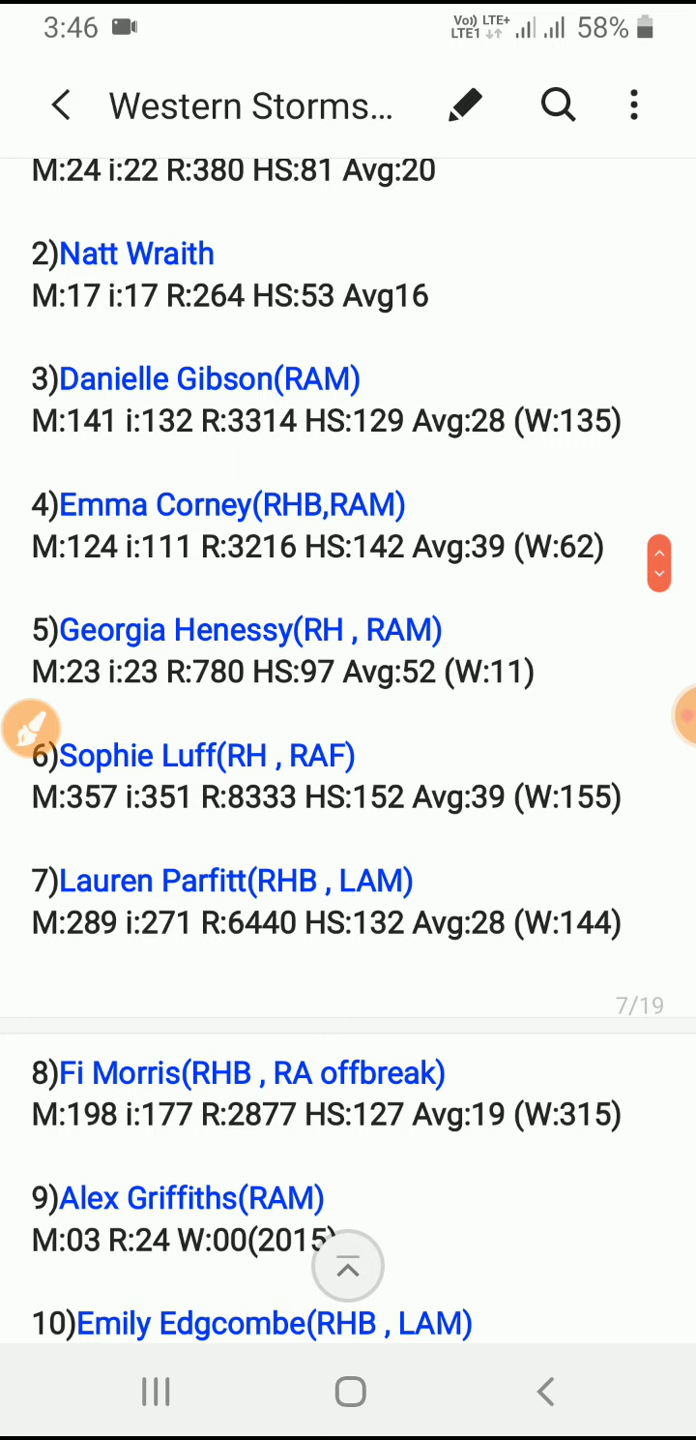 3:46
Vo)) LTE+
LTE1
58%
Western Storms...
M:24 i:22 R:380 HS:81 Avg:20
2)Natt Wraith
M:17 i:17 R:264 HS:53 Avg16
3)Danielle Gibson(RAM)
M:141 i:132 R:3314 HS:129 Avg:28 (W:135)
4)Emma Corney(RHB,RAM)
M:124 i:111 R:3216 HS:142 Avg:39 (W:62)
5)Georgia Henessy(RH , RAM)
M:23 i:23 R:780 HS:97 Avg:52 (W:11)
6)Sophie Luff(RH , RAF)
M:357 i:351 R:8333 HS:152 Avg:39 (W:155)
7)Lauren Parfitt(RHB , LAM)
M:289 i:271 R:6440 HS:132 Avg:28 (W:144)
7/19
8)Fi Morris(RHB , RA offbreak)
M:198 i:177 R:2877 HS:127 Avg:19 (W:315)
9)Alex Griffiths(RAM)
M:03 R:24 W:00(2015)
10)Emily Edgcombe(RHB , LAM)